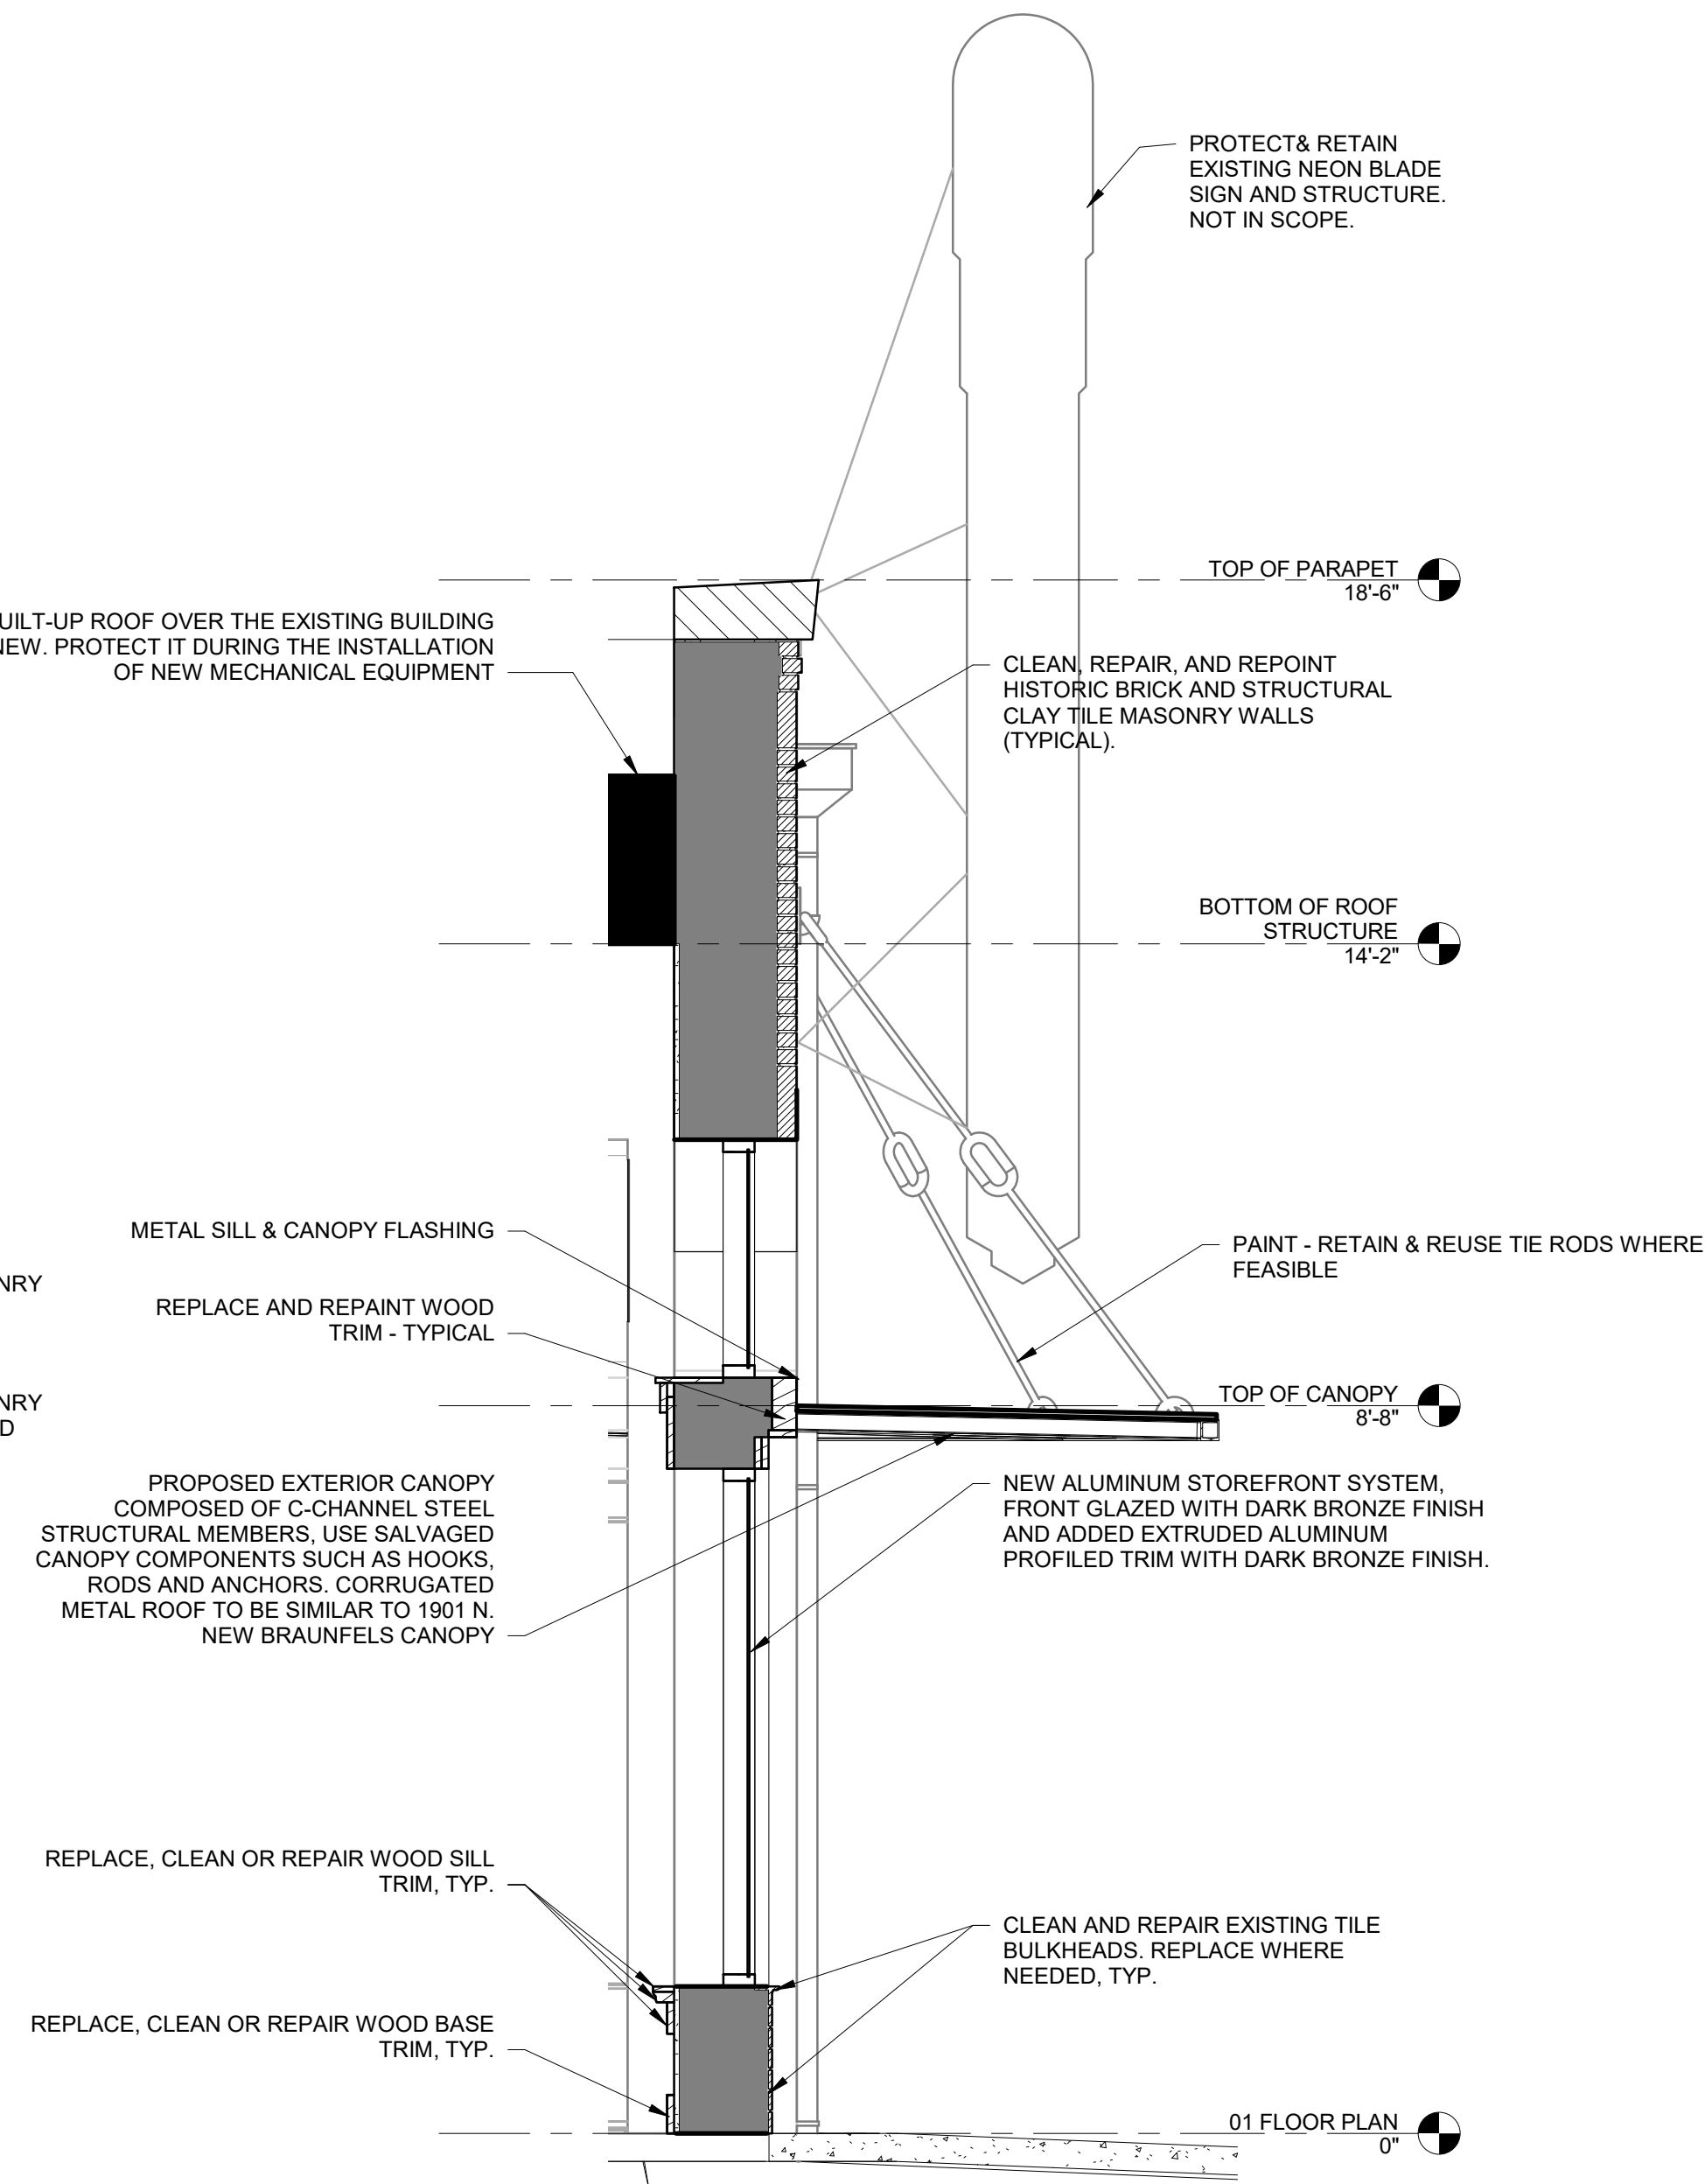 PROTECT& RETAIN
EXISTING NEON BLADE
SIGN AND STRUCTURE.
NOT IN SCOPE.
TOP OF PARAPET
18'-6"
ROOF OVER THE EXISTING BUILDING
PROTECT IT DURING THE INSTALLATION
OF NEW MECHANICAL EQUIPMENT
CLEAN, REPAIR, AND REPOINT
HISTORIC BRICK AND STRUCTURAL
CLAY TILE MASONRY WALLS
(TYPICAL).
BOTTOM OF ROOF
STRUCTURE
14'-2"
METAL SILL & CANOPY FLASHING
PAINT - RETAIN & REUSE TIE RODS WHERE
FEASIBLE
REPLACE AND REPAINT WOOD
TRIM - TYPICAL
TOP OF CANOPY
8'-8"
PROPOSED EXTERIOR CANOPY
COMPOSED OF C-CHANNEL STEEL
STRUCTURAL MEMBERS, USE SALVAGED
CANOPY COMPONENTS SUCH AS HOOKS,
RODS AND ANCHORS. CORRUGATED
METAL ROOF TO BE SIMILAR TO 1901 N.
NEW BRAUNFELS CANOPY
NEW ALUMINUM STOREFRONT SYSTEM,
FRONT GLAZED WITH DARK BRONZE FINISH
AND ADDED EXTRUDED ALUMINUM
PROFILED TRIM WITH DARK BRONZE FINISH.
REPLACE, CLEAN OR REPAIR WOOD SILL
TRIM, TYP.
CLEAN AND REPAIR EXISTING TILE
BULKHEADS. REPLACE WHERE
NEEDED, TYP.
REPLACE, CLEAN OR REPAIR WOOD BASE
TRIM, TYP.
01 FLOOR PLAN
0"